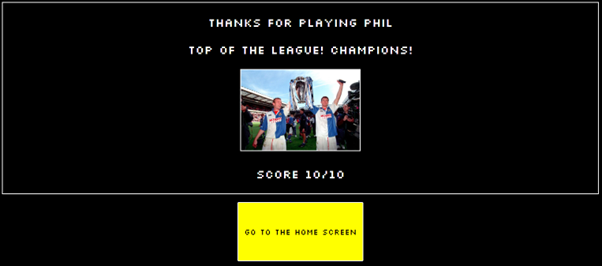 THANKS FOR PLAYING PHIL
TOP OF THE LEAGUE! CHAMPIONS!
SCORE 10/10
GO TO THE HOME SCREEN